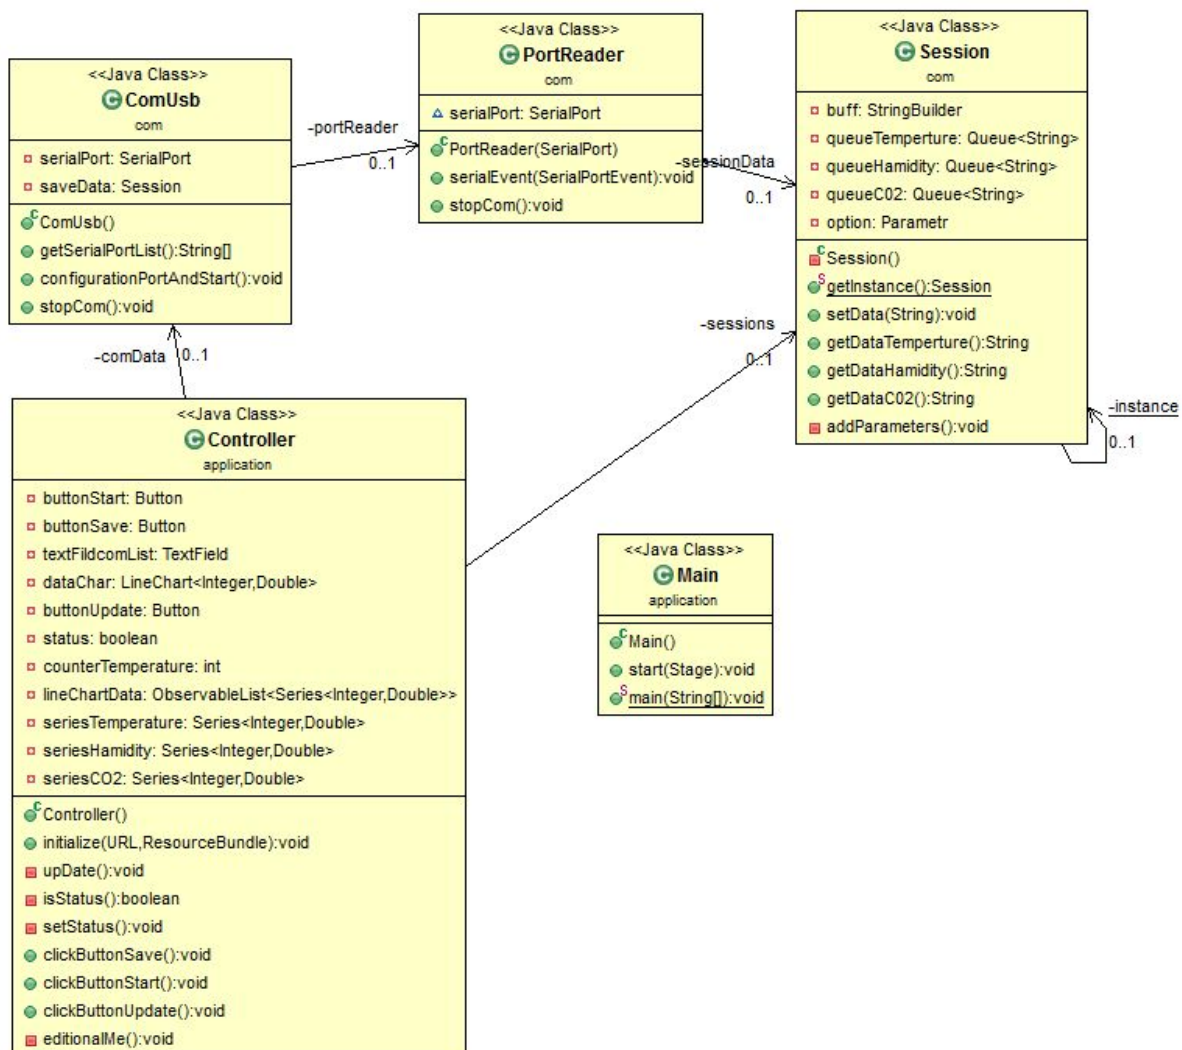 <<Java Class>>
ComUsb
com
serialPort: SerialPort
saveData: Session
ComUsb()
getSerialPortList():String[]
configurationPortAndStart():void
stopCom():void
-portReader
0..1
<<Java Class>>
PortReader
com
serialPort: SerialPort
PortReader(SerialPort)
serialEvent(SerialPortEvent):void
stopCom():void
-sessionData
0..1
<<Java Class>>
Session
com
buff: StringBuilder
queueTemperture: Queue<String>
queueHamidity: Queue<String>
queueC02: Queue<String>
option: Parametr
Session()
getInstance():Session
setData(String):void
getDataTemperture():String
getDataHamidity():String
getDataC02():String
addParameters():void
-instance
0..1
-sessions
0..1
-comData
0..1
<<Java Class>>
Controller
application
buttonStart: Button
buttonSave: Button
textFildcomList: TextField
dataChar: LineChart<Integer,Double>
buttonUpdate: Button
status: boolean
counterTemperature: int
lineChartData: ObservableList<Series<Integer,Double>>
seriesTemperature: Series<Integer,Double>
seriesHamidity: Series<Integer,Double>
seriesCO2: Series<Integer,Double>
Controller()
initialize(URL,ResourceBundle):void
upDate():void
isStatus():boolean
setStatus():void
clickButtonSave():void
clickButtonStart():void
clickButtonUpdate():void
editionalMe():void
<<Java Class>>
Main
application
Main()
start(Stage):void
main(String[]):void